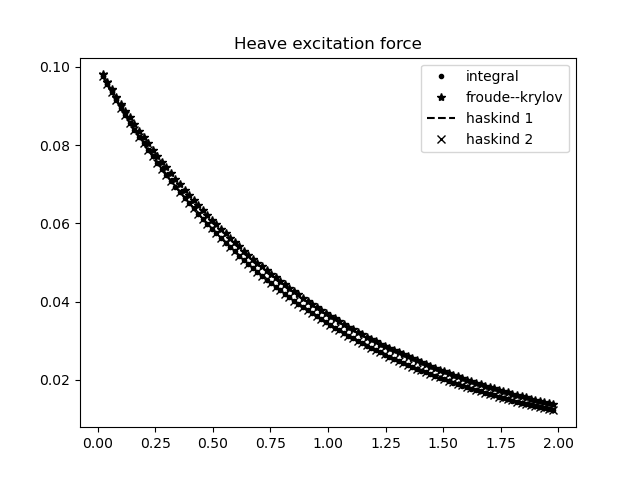 Heave excitation force
integral
froude--krylov
haskind 1
haskind 2
0.10
0.08
0.06
0.04
0.02
0.00 0.25 0.50 0.75 1.00 1.25 1.50 1.75 2.00